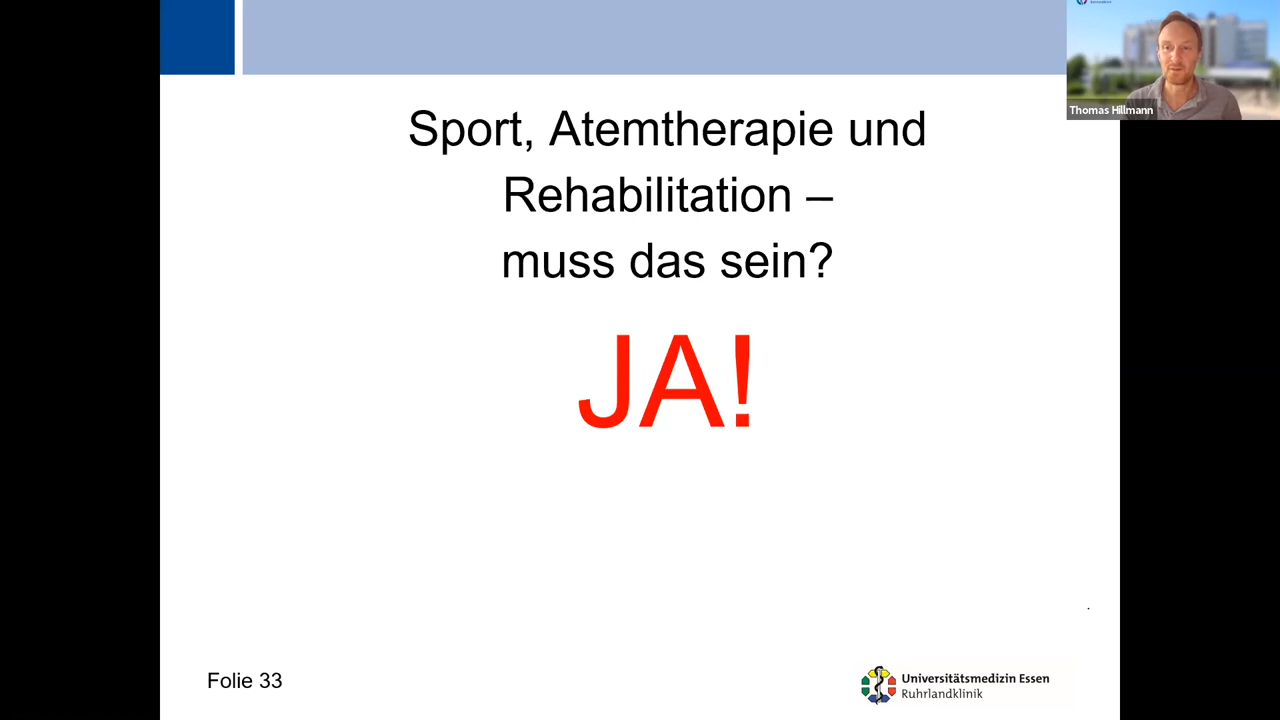 Sport, Atemtherapie und
Rehabilitation –
muss das sein?
JA!
Thomas Hillmann
Folie 33
Universitätsmedizin Essen
Ruhrlandklinik